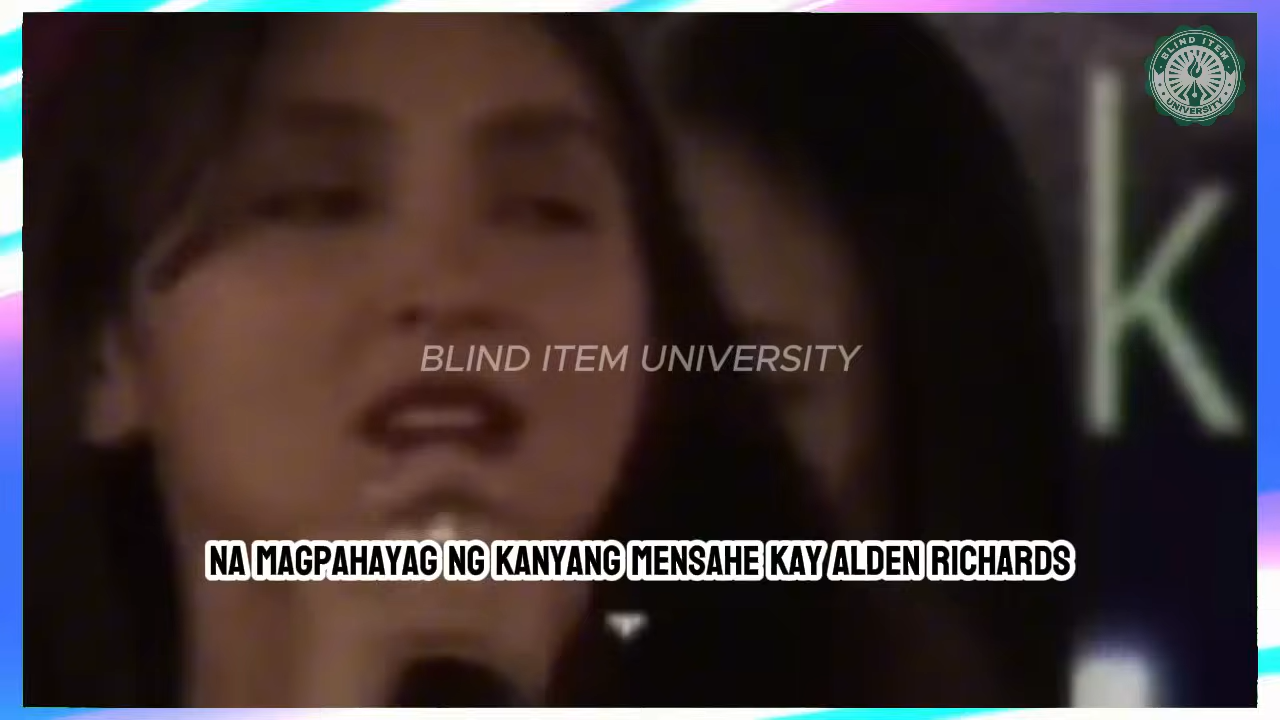 BLIND ITEM
UNIVERSITY
k
BLIND ITEM UNIVERSITY
NA MAGPAHAYAG NG KANYANG MENSAHE KAY ALDEN RICHARDS